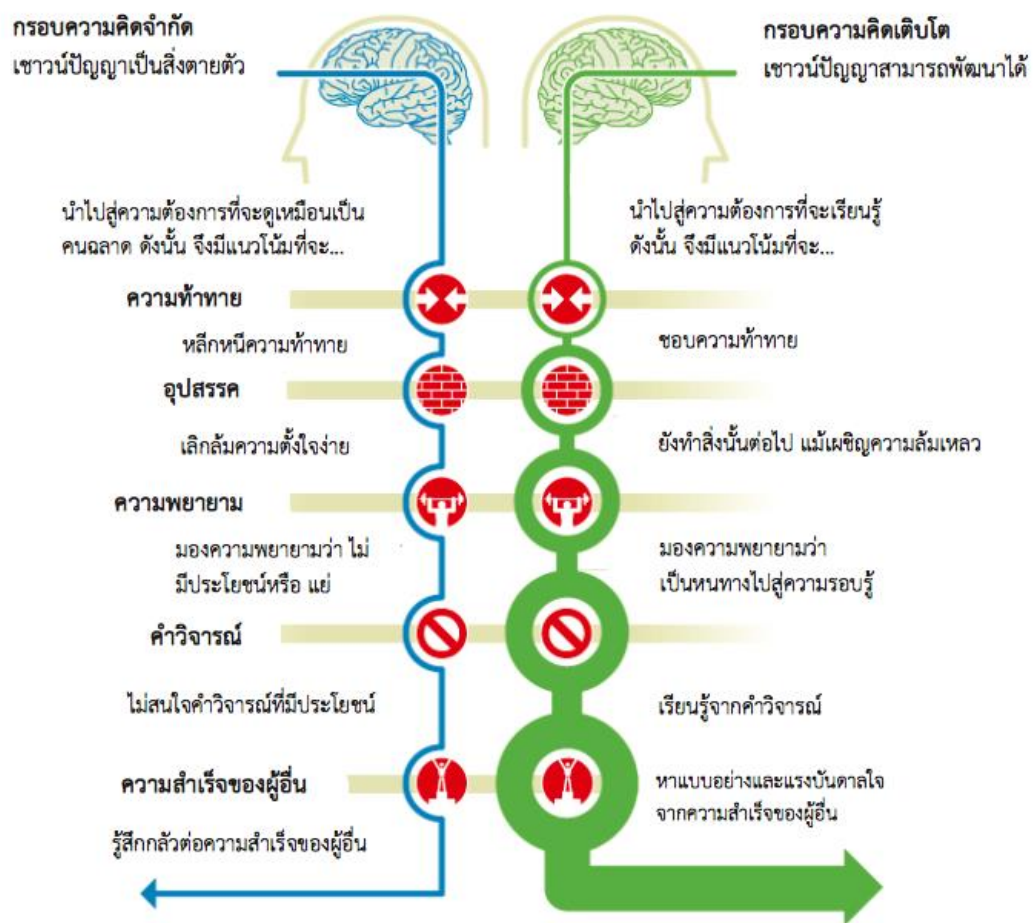 กรอบความคิดจำกัด
เชาวน์ปัญญาเป็นสิ่งตายตัว
กรอบความคิดเติบโต
เชาวน์ปัญญาสามารถพัฒนาได้
นำไปสู่ความต้องการที่จะดูเหมือนเป็น
คนฉลาด ดังนั้น จึงมีแนวโน้มที่จะ...
นำไปสู่ความต้องการที่จะเรียนรู้
ดังนั้น จึงมีแนวโน้มที่จะ...
ความท้าทาย
หลีกหนีความท้าทาย
ชอบความท้าทาย
อุปสรรค
เลิกล้มความตั้งใจง่าย
ยังทำสิ่งนั้นต่อไป แม้เผชิญความล้มเหลว
ความพยายาม
มองความพยายามว่า ไม่
มีประโยชน์หรือ แย่
มองความพยายามว่า
เป็นหนทางไปสู่ความรอบรู้
คำวิจารณ์
ไม่สนใจคำวิจารณ์ที่มีประโยชน์
เรียนรู้จากคำวิจารณ์
ความสำเร็จของผู้อื่น
รู้สึกกลัวต่อความสำเร็จของผู้อื่น
หาแบบอย่างและแรงบันดาลใจ
จากความสำเร็จของผู้อื่น